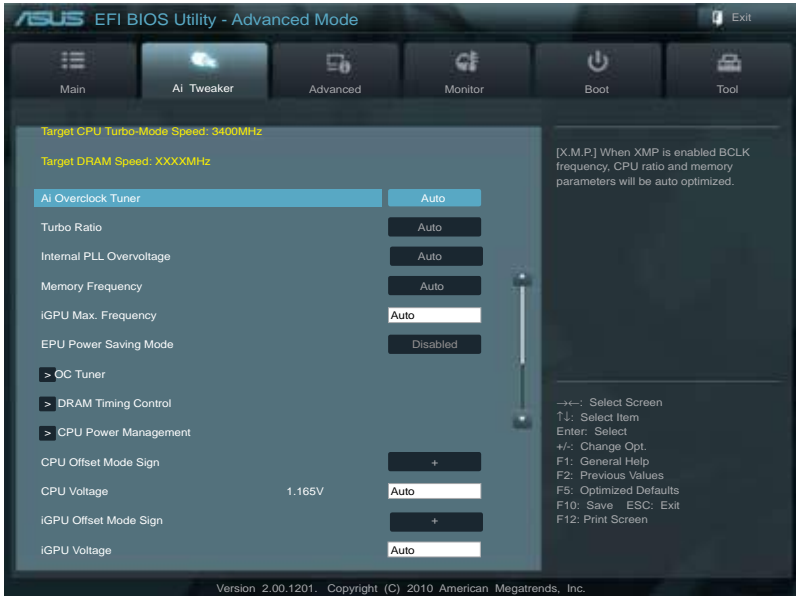 ASUS EFI BIOS Utility - Advanced Mode
Exit
Main
Ai Tweaker
Advanced
Monitor
Boot
Tool
Target CPU Turbo-Mode Speed: 3400MHz
Target DRAM Speed: XXXXMHz
Ai Overclock Tuner Auto
Turbo Ratio Auto
Internal PLL Overvoltage Auto
Memory Frequency Auto
iGPU Max. Frequency Auto
EPU Power Saving Mode Disabled
> OC Tuner
> DRAM Timing Control
> CPU Power Management
CPU Offset Mode Sign +
CPU Voltage 1.165V Auto
iGPU Offset Mode Sign +
iGPU Voltage Auto
[X.M.P.] When XMP is enabled BCLK
frequency, CPU ratio and memory
parameters will be auto optimized.
→←: Select Screen
↑↓: Select Item
Enter: Select
+/-: Change Opt.
F1: General Help
F2: Previous Values
F5: Optimized Defaults
F10: Save ESC: Exit
F12: Print Screen
Version 2.00.1201. Copyright (C) 2010 American Megatrends, Inc.